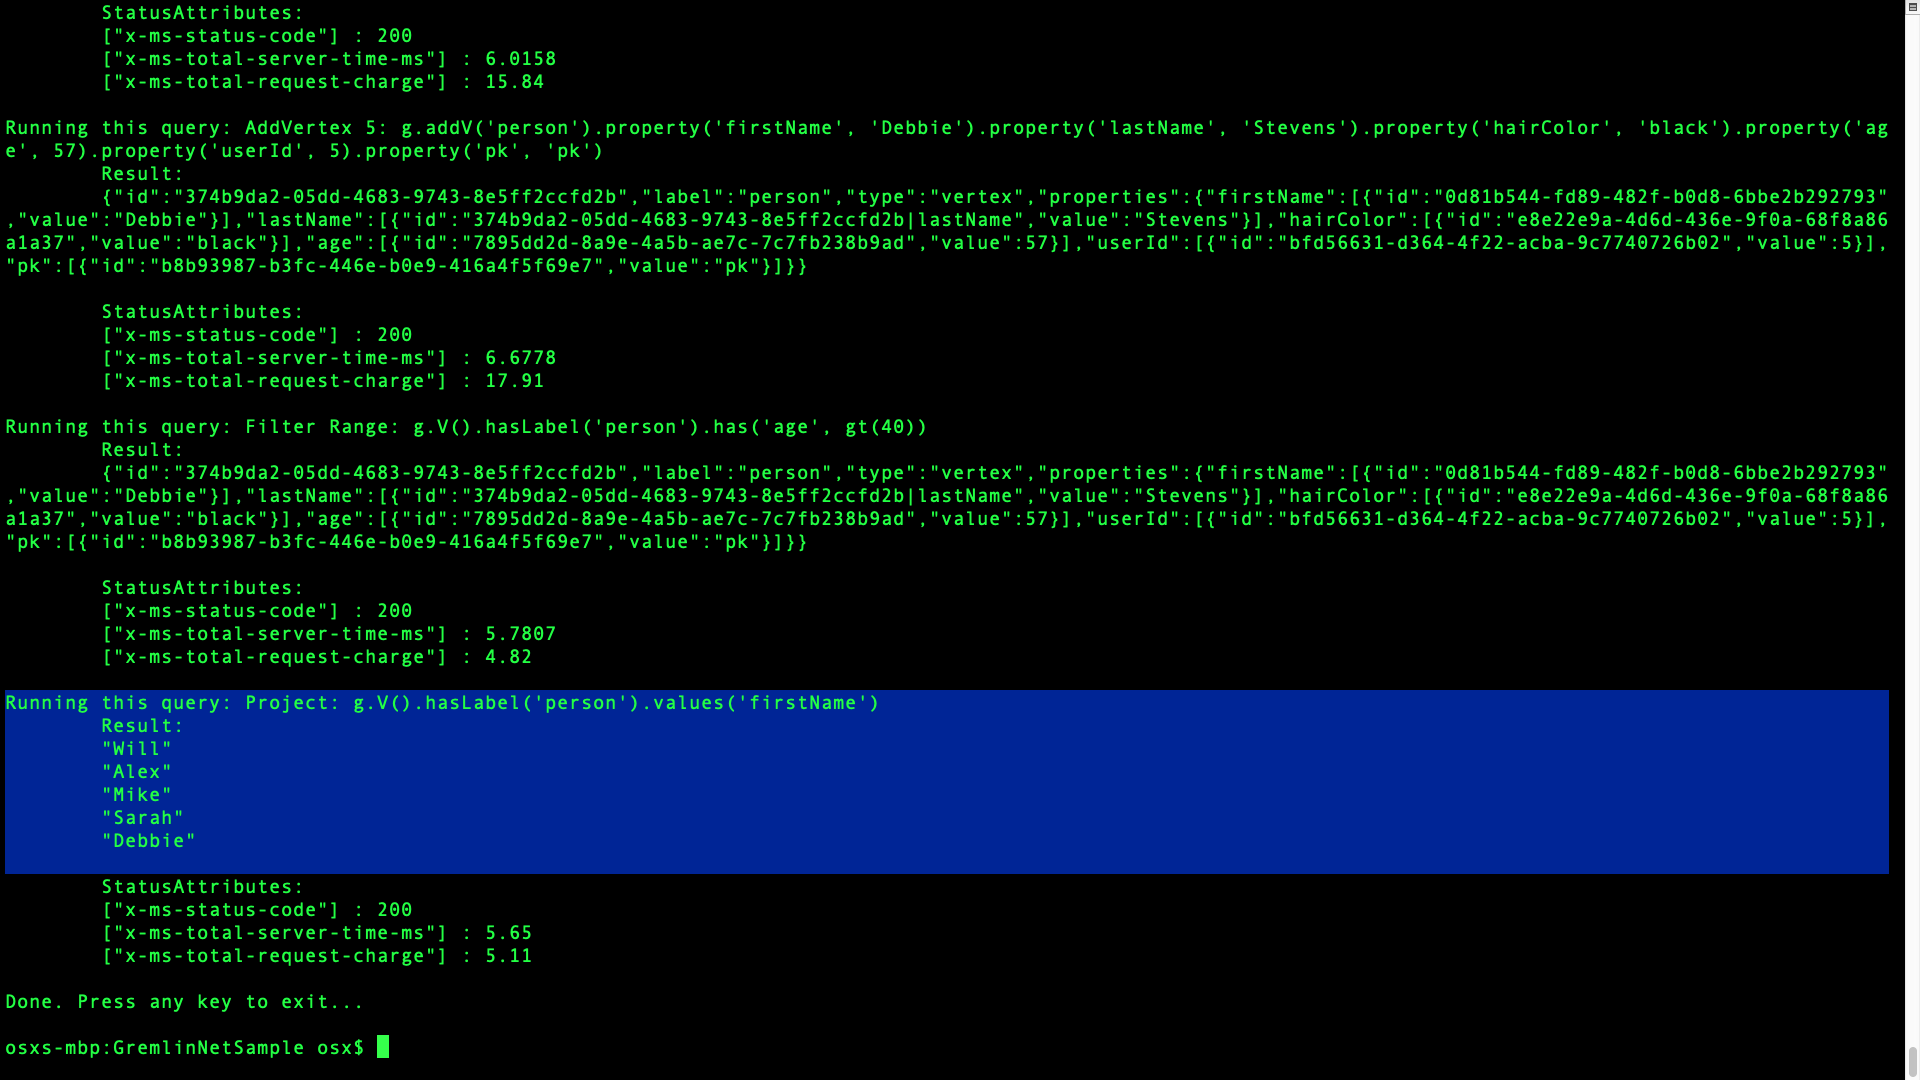 StatusAttributes:
["x-ms-status-code"] : 200
["x-ms-total-server-time-ms"] : 6.0158
["x-ms-total-request-charge"] : 15.84
Running this query: AddVertex 5: g.addV('person').property('firstName', 'Debbie').property('lastName', 'Stevens').property('hairColor', 'black').property('ag
e', 57).property('userId', 5).property('pk', 'pk')
Result:
{"id":"374b9da2-05dd-4683-9743-8e5ff2ccfd2b","label":"person","type":"vertex","properties":{"firstName":[{"id":"0d81b544-fd89-482f-b0d8-6bbe2b292793"
,"value":"Debbie"}],"lastName":[{"id":"374b9da2-05dd-4683-9743-8e5ff2ccfd2b|lastName","value":"Stevens"}],"hairColor":[{"id":"e8e22e9a-4d6d-436e-9f0a-68f8a86
a1a37","value":"black"}],"age":[{"id":"7895dd2d-8a9e-4a5b-ae7c-7c7fb238b9ad","value":57}],"userId":[{"id":"bfd56631-d364-4f22-acba-9c7740726b02","value":5}],
"pk":[{"id":"b8b93987-b3fc-446e-b0e9-416a4f5f69e7","value":"pk"}]}}
StatusAttributes:
["x-ms-status-code"] : 200
["x-ms-total-server-time-ms"] : 6.6778
["x-ms-total-request-charge"] : 17.91
Running this query: Filter Range: g.V().hasLabel('person').has('age', gt(40))
Result:
{"id":"374b9da2-05dd-4683-9743-8e5ff2ccfd2b","label":"person","type":"vertex","properties":{"firstName":[{"id":"0d81b544-fd89-482f-b0d8-6bbe2b292793"
,"value":"Debbie"}],"lastName":[{"id":"374b9da2-05dd-4683-9743-8e5ff2ccfd2b|lastName","value":"Stevens"}],"hairColor":[{"id":"e8e22e9a-4d6d-436e-9f0a-68f8a86
a1a37","value":"black"}],"age":[{"id":"7895dd2d-8a9e-4a5b-ae7c-7c7fb238b9ad","value":57}],"userId":[{"id":"bfd56631-d364-4f22-acba-9c7740726b02","value":5}],
"pk":[{"id":"b8b93987-b3fc-446e-b0e9-416a4f5f69e7","value":"pk"}]}}
StatusAttributes:
["x-ms-status-code"] : 200
["x-ms-total-server-time-ms"] : 5.7807
["x-ms-total-request-charge"] : 4.82
Running this query: Project: g.V().hasLabel('person').values('firstName')
Result:
"Will"
"Alex"
"Mike"
"Sarah"
"Debbie"
StatusAttributes:
["x-ms-status-code"] : 200
["x-ms-total-server-time-ms"] : 5.65
["x-ms-total-request-charge"] : 5.11
Done. Press any key to exit...
osxs-mbp:GremlinNetSample osx$